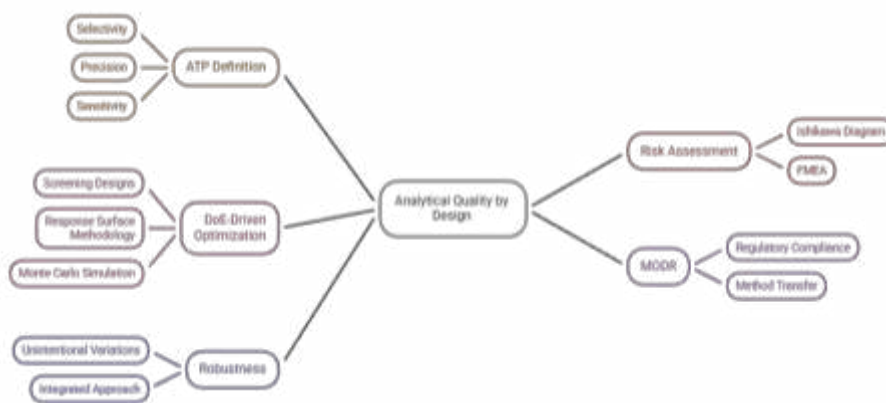 Selectivity
Precision
Sensitivity
ATP Definition
Screening Designs
Response Surface
Methodology
Monte Carlo Simulation
DoE-Driven
Optimization
Unintentional Variations
Integrated Approach
Robustness
Analytical Quality by
Design
Risk Assessment
Ishikawa Diagram
FMEA
MODR
Regulatory Compliance
Method Transfer